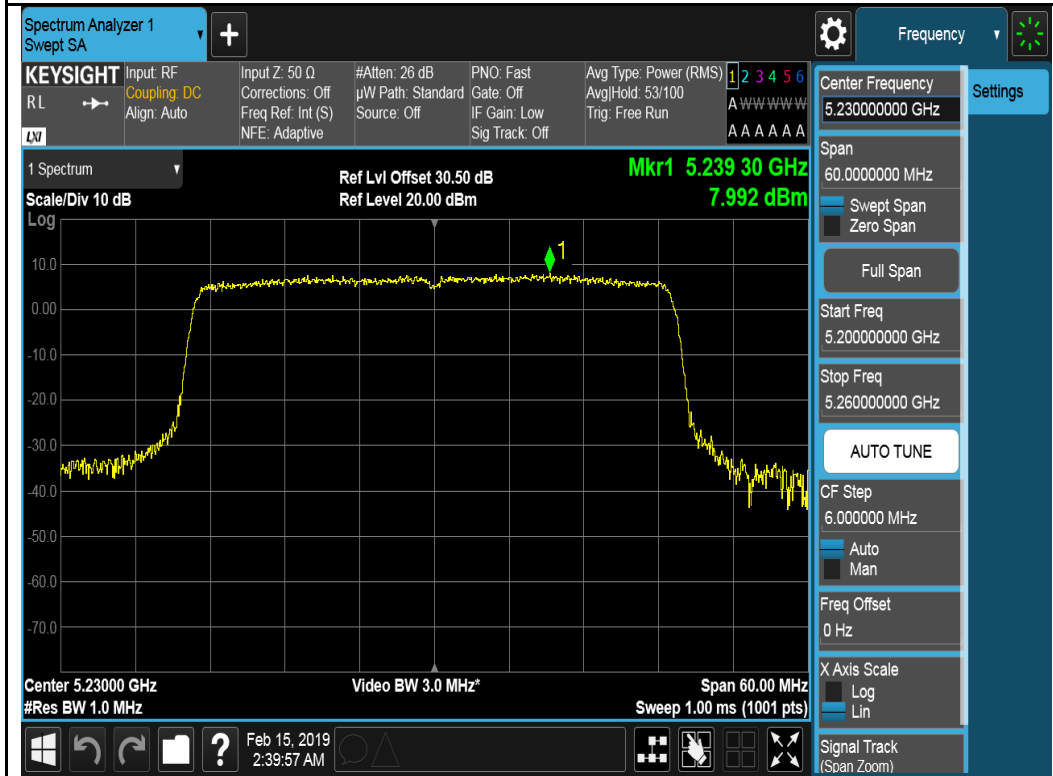 Spectrum Analyzer 1
Swept SA
+
Frequency
KEYSIGHT
RL
LXI
Input: RF
Coupling: DC
Align: Auto
Input Z: 50 Ω
Corrections: Off
Freq Ref: Int (S)
NFE: Adaptive
#Atten: 26 dB
µW Path: Standard
Source: Off
PNO: Fast
Gate: Off
IF Gain: Low
Sig Track: Off
Avg Type: Power (RMS)
Avg|Hold: 53/100
Trig: Free Run
1 2 3 4 5 6
A W W W W W
A A A A A A
1 Spectrum
Scale/Div 10 dB
Ref Lvl Offset 30.50 dB
Ref Level 20.00 dBm
Mkr1 5.239 30 GHz
7.992 dBm
Log
1
10.0
0.00
-10.0
-20.0
-30.0
-40.0
-50.0
-60.0
-70.0
Center 5.23000 GHz
#Res BW 1.0 MHz
Video BW 3.0 MHz*
Span 60.00 MHz
Sweep 1.00 ms (1001 pts)
Center Frequency
5.230000000 GHz
Settings
Span
60.0000000 MHz
Swept Span
Zero Span
Full Span
Start Freq
5.200000000 GHz
Stop Freq
5.260000000 GHz
AUTO TUNE
CF Step
6.000000 MHz
Auto
Man
Freq Offset
0 Hz
X Axis Scale
Log
Lin
Signal Track
(Span Zoom)
?
Feb 15, 2019
2:39:57 AM